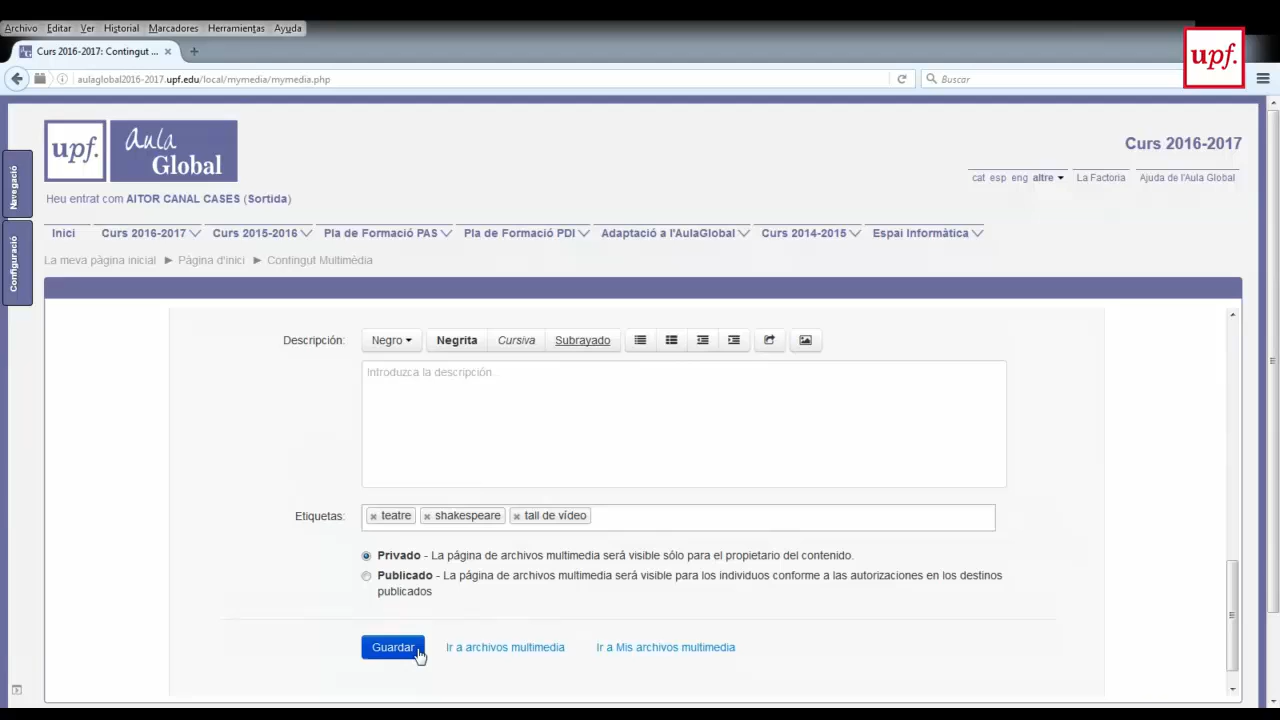 Archivo Editar Ver Historial Marcadores Herramientas Ayuda
Curs 2016-2017: Contingut ...
upf.
aulaglobal2016-2017.upf.edu/local/mymedia/mymedia.php
Buscar
upf. Aula Global
Curs 2016-2017
cat esp eng altre La Factoria Ajuda de l'Aula Global
Navegació
Heu entrat com AITOR CANAL CASES (Sortida)
Inici Curs 2016-2017 Curs 2015-2016 Pla de Formació PAS Pla de Formació PDI Adaptació a l'AulaGlobal Curs 2014-2015 Espai Informàtica
Configuració
La meva pàgina inicial ► Pàgina d'inici ► Contingut Multimèdia
Descripción: Negro Negrita Cursiva Subrayado
Introduzca la descripción
Etiquetas: teatre shakespeare tall de vídeo
Privado - La página de archivos multimedia será visible sólo para el propietario del contenido.
Publicado - La página de archivos multimedia será visible para los individuos conforme a las autorizaciones en los destinos
publicados
Guardar Ir a archivos multimedia Ir a Mis archivos multimedia